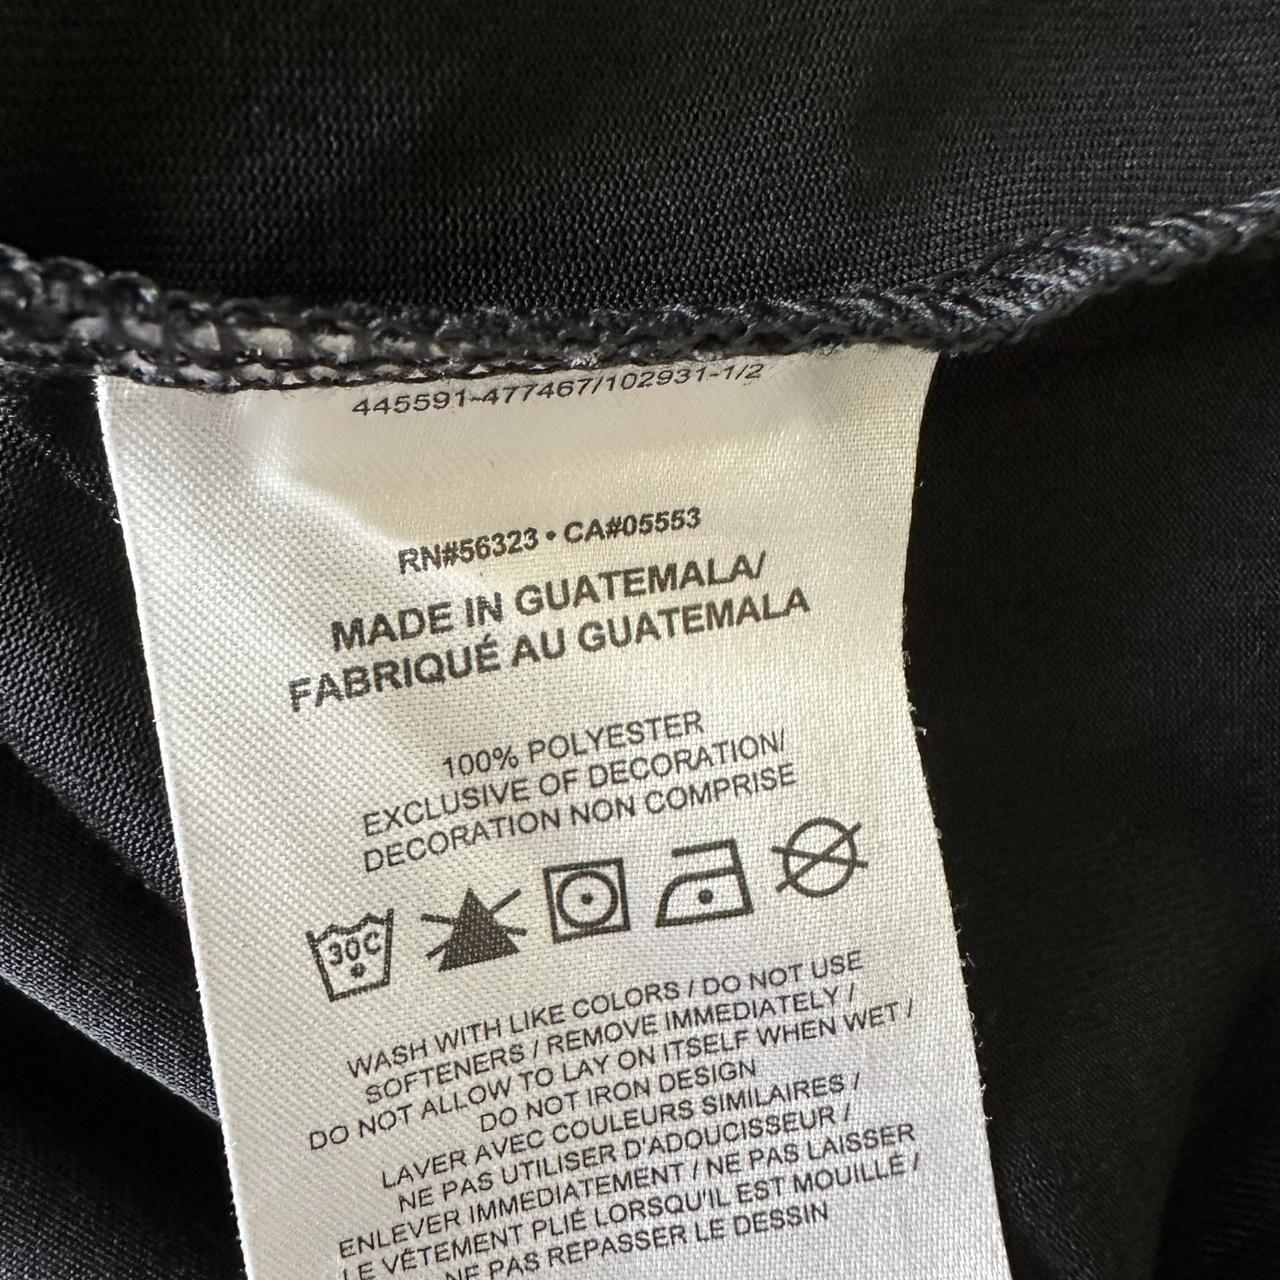 445591-477467/102931-1/2
RN#56323 • CA#05553
MADE IN GUATEMALA/
FABRIQUÉ AU GUATEMALA
100% POLYESTER
EXCLUSIVE OF DECORATION/
DECORATION NON COMPRISE
30C
WASH WITH LIKE COLORS / DO NOT USE
SOFTENERS / REMOVE IMMEDIATELY /
DO NOT ALLOW TO LAY ON ITSELF WHEN WET /
DO NOT IRON DESIGN
LAVER AVEC COULEURS SIMILAIRES /
NE PAS UTILISER D'ADOUCISSEUR /
ENLEVER IMMEDIATEMENT / NE PAS LAISSER
LE VÊTEMENT PLIÉ LORSQU'IL EST MOUILLÉ /
NE PAS REPASSER LE DESSIN